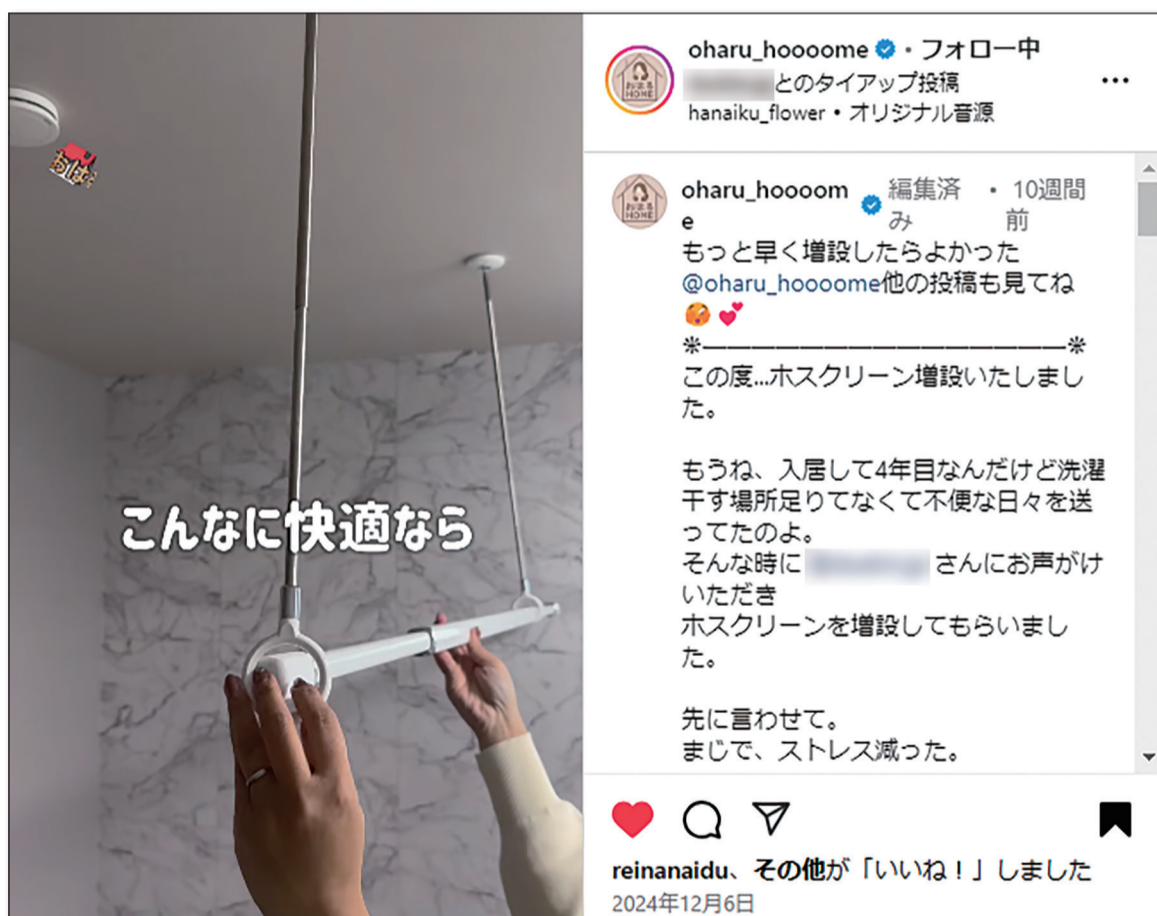 おはる
こんなに快適なら
oharu_hoooome • フォロー中
とのタイアップ投稿
hanaiku_flower • オリジナル音源
おはる
HOME
oharu_hoooom
e
編集済
み
• 10週間
前
もっと早く増設したらよかった
@oharu_hoooome他の投稿も見てね
🫣 💕
※———————————————※
この度...ホスクリーン増設いたしまし
た。
もうね、入居して4年目なんだけど洗濯
干す場所足りてなくて不便な日々を送
ってたのよ。
そんな時に さんにお声がけ
いただき
ホスクリーンを増設してもらいまし
た。
先に言わせて。
まじで、ストレス減った。
reinanaidu、その他が「いいね！」しました
2024年12月6日